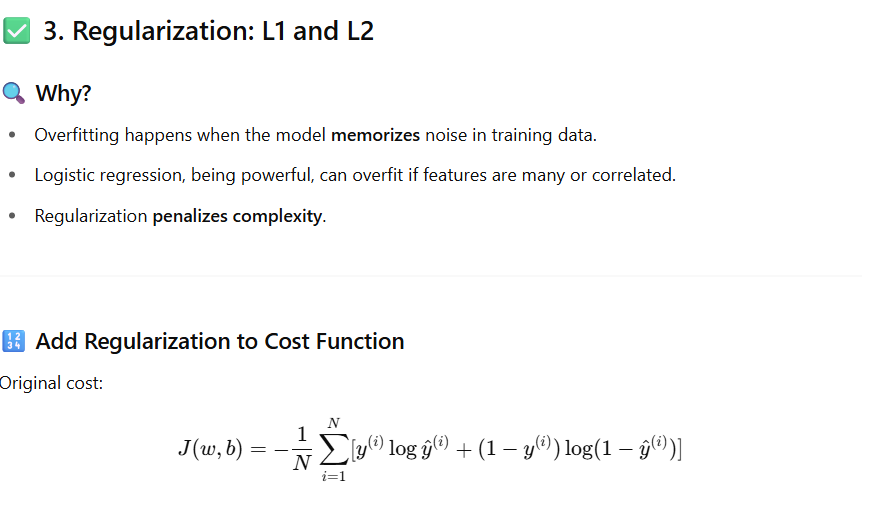 ✅ 3. Regularization: L1 and L2
🔍 Why?
• Overfitting happens when the model memorizes noise in training data.
• Logistic regression, being powerful, can overfit if features are many or correlated.
• Regularization penalizes complexity.
🔢 Add Regularization to Cost Function
Original cost:
J(w, b) = −\frac{1}{N} \sum_{i=1}^{N} [y^{(i)} log ŷ^{(i)} + (1 − y^{(i)}) log(1 − ŷ^{(i)})]